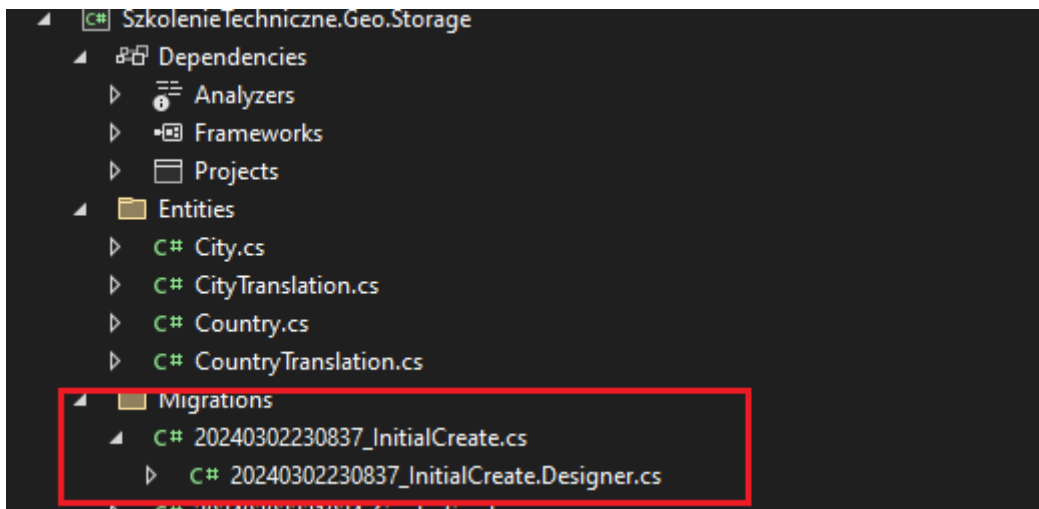 C# SzkolenieTechniczne.Geo.Storage
Dependencies
Analyzers
Frameworks
Projects
Entities
C# City.cs
C# CityTranslation.cs
C# Country.cs
C# CountryTranslation.cs
Migrations
C# 20240302230837_InitialCreate.cs
C# 20240302230837_InitialCreate.Designer.cs